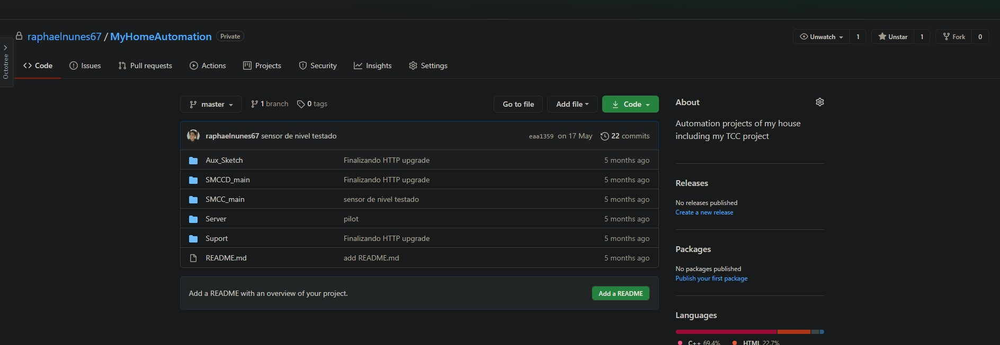 raphaelnunes67 / MyHomeAutomation Private
Unwatch 1 Unstar 1 Fork 0
Octotree
Code Issues Pull requests Actions Projects Security Insights Settings
master 1 branch 0 tags Go to file Add file Code
raphaelnunes67 sensor de nivel testado eaa1359 on 17 May 22 commits
Aux_Sketch Finalizando HTTP upgrade 5 months ago
SMCCD_main Finalizando HTTP upgrade 5 months ago
SMCC_main sensor de nivel testado 5 months ago
Server pilot 5 months ago
Suport Finalizando HTTP upgrade 5 months ago
README.md add README.md 5 months ago
Add a README with an overview of your project. Add a README
About
Automation projects of my house
including my TCC project
Releases
No releases published
Create a new release
Packages
No packages published
Publish your first package
Languages
C++ 69.4% HTML 22.7%